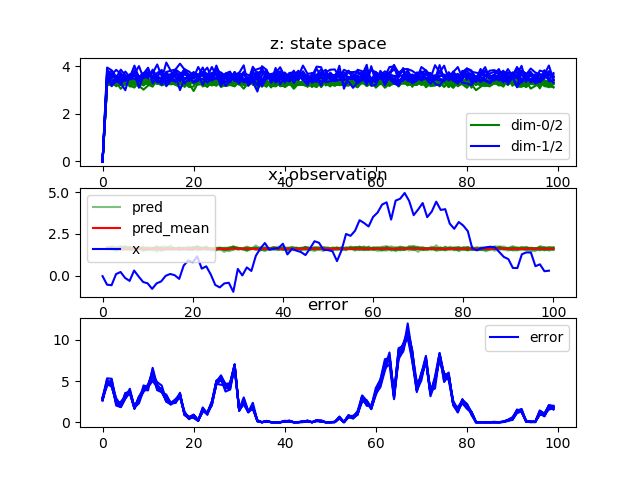 z: state space
4
2
0
dim-0/2
dim-1/2
0 20 40 60 80 100
x: observation
5.0
2.5
0.0
pred
pred_mean
x
0 20 40 60 80 100
error
10
5
0
error
0 20 40 60 80 100